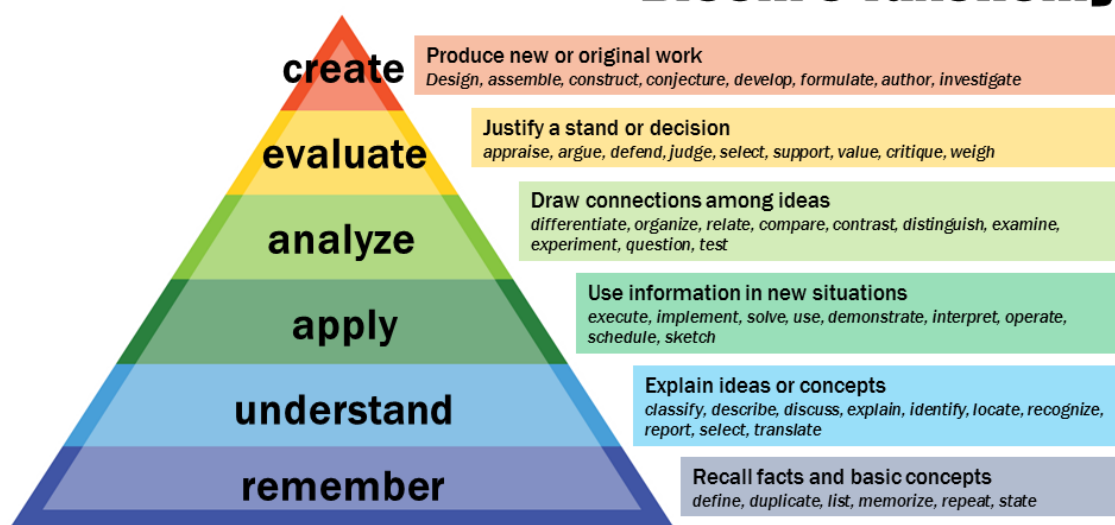 create
Produce new or original work
Design, assemble, construct, conjecture, develop, formulate, author, investigate
evaluate
Justify a stand or decision
appraise, argue, defend, judge, select, support, value, critique, weigh
analyze
Draw connections among ideas
differentiate, organize, relate, compare, contrast, distinguish, examine,
experiment, question, test
apply
Use information in new situations
execute, implement, solve, use, demonstrate, interpret, operate,
schedule, sketch
understand
Explain ideas or concepts
classify, describe, discuss, explain, identify, locate, recognize,
report, select, translate
remember
Recall facts and basic concepts
define, duplicate, list, memorize, repeat, state